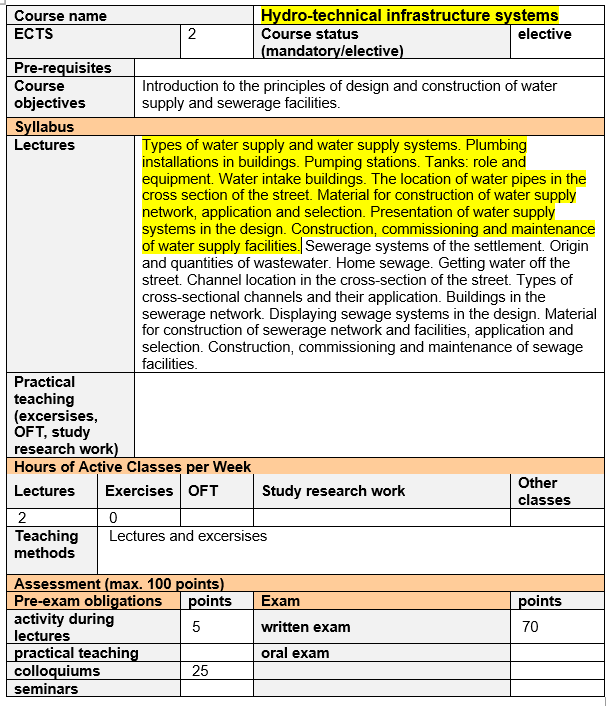 Course name Hydro-technical infrastructure systems
ECTS 2 Course status (mandatory/elective) elective
Pre-requisites
Course objectives Introduction to the principles of design and construction of water
supply and sewerage facilities.
Syllabus
Lectures Types of water supply and water supply systems. Plumbing
installations in buildings. Pumping stations. Tanks: role and
equipment. Water intake buildings. The location of water pipes in the
cross section of the street. Material for construction of water supply
network, application and selection. Presentation of water supply
systems in the design. Construction, commissioning and maintenance
of water supply facilities. Sewerage systems of the settlement. Origin
and quantities of wastewater. Home sewage. Getting water off the
street. Channel location in the cross-section of the street. Types of
cross-sectional channels and their application. Buildings in the
sewerage network. Displaying sewage systems in the design. Material
for construction of sewerage network and facilities, application and
selection. Construction, commissioning and maintenance of sewage
facilities.
Practical
teaching
(excersises,
OFT, study
research work)
Hours of Active Classes per Week
Lectures Exercises OFT Study research work Other classes
2 0
Teaching methods Lectures and excersises
Assessment (max. 100 points)
Pre-exam obligations points Exam points
activity during lectures 5 written exam 70
practical teaching oral exam
colloquiums 25
seminars